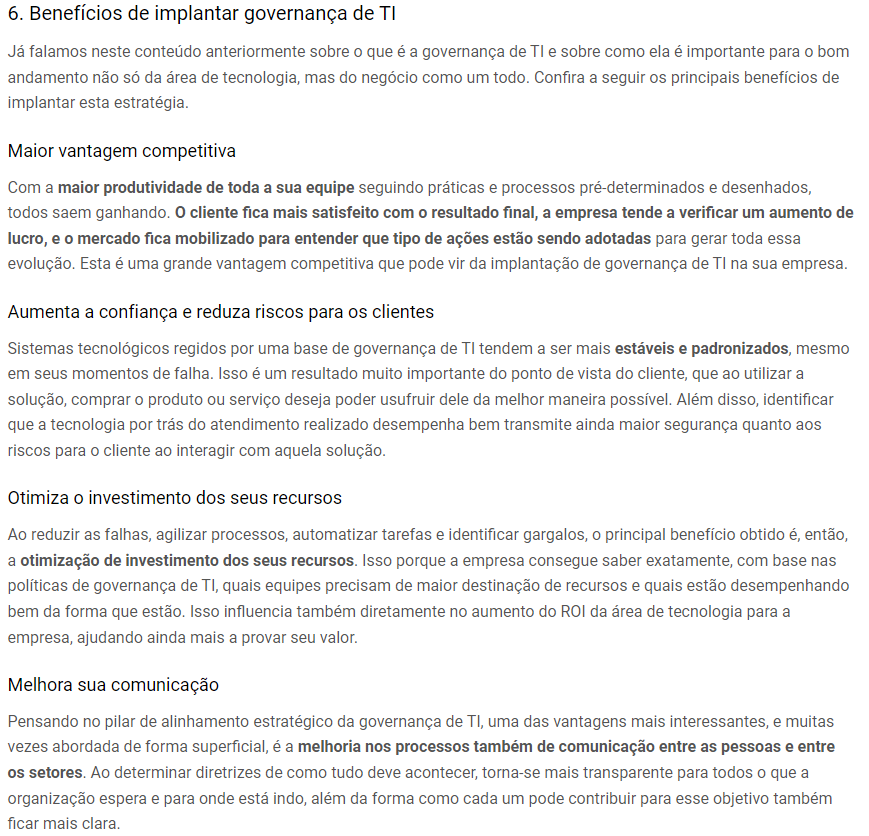 6. Benefícios de implantar governança de TI
Já falamos neste conteúdo anteriormente sobre o que é a governança de TI e sobre como ela é importante para o bom
andamento não só da área de tecnologia, mas do negócio como um todo. Confira a seguir os principais benefícios de
implantar esta estratégia.
Maior vantagem competitiva
Com a maior produtividade de toda a sua equipe seguindo práticas e processos pré-determinados e desenhados,
todos saem ganhando. O cliente fica mais satisfeito com o resultado final, a empresa tende a verificar um aumento de
lucro, e o mercado fica mobilizado para entender que tipo de ações estão sendo adotadas para gerar toda essa
evolução. Esta é uma grande vantagem competitiva que pode vir da implantação de governança de TI na sua empresa.
Aumenta a confiança e reduza riscos para os clientes
Sistemas tecnológicos regidos por uma base de governança de TI tendem a ser mais estáveis e padronizados, mesmo
em seus momentos de falha. Isso é um resultado muito importante do ponto de vista do cliente, que ao utilizar a
solução, comprar o produto ou serviço deseja poder usufruir dele da melhor maneira possível. Além disso, identificar
que a tecnologia por trás do atendimento realizado desempenha bem transmite ainda maior segurança quanto aos
riscos para o cliente ao interagir com aquela solução.
Otimiza o investimento dos seus recursos
Ao reduzir as falhas, agilizar processos, automatizar tarefas e identificar gargalos, o principal benefício obtido é, então,
a otimização de investimento dos seus recursos. Isso porque a empresa consegue saber exatamente, com base nas
políticas de governança de TI, quais equipes precisam de maior destinação de recursos e quais estão desempenhando
bem da forma que estão. Isso influencia também diretamente no aumento do ROI da área de tecnologia para a
empresa, ajudando ainda mais a provar seu valor.
Melhora sua comunicação
Pensando no pilar de alinhamento estratégico da governança de TI, uma das vantagens mais interessantes, e muitas
vezes abordada de forma superficial, é a melhoria nos processos também de comunicação entre as pessoas e entre
os setores. Ao determinar diretrizes de como tudo deve acontecer, torna-se mais transparente para todos o que a
organização espera e para onde está indo, além da forma como cada um pode contribuir para esse objetivo também
ficar mais clara.